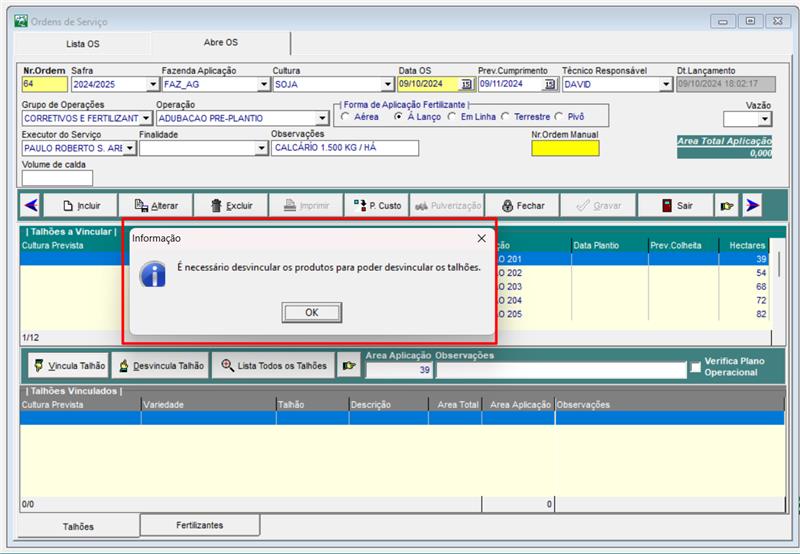 Ordens de Serviço
Lista OS
Abre OS
Nr.Ordem Safra Fazenda Aplicação Cultura Data OS Prev.Cumprimento Técnico Responsável Dt.Lançamento
64 2024/2025 FAZ_AG SOJA 09/10/2024 15 09/11/2024 15 DAVID 09/10/2024 18:02:17
Grupo de Operações Operação | Forma de Aplicação Fertilizante | Vazão
CORRETIVOS E FERTILIZANT ADUBACAO PRE-PLANTIO Aérea Á Lanço Em Linha Terrestre Pivô
Executor do Serviço Finalidade Observações Nr.Ordem Manual Area Total Aplicação
PAULO ROBERTO S. ARE CALCÁRIO 1.500 KG / HÁ 0,000
Volume de calda
Incluir Alterar Excluir Imprimir P. Custo Pulverização Fechar Gravar Sair
| Talhões a Vincular |
Cultura Prevista ção Data Plantio Prev.Colheita Hectares
O 201 39
O 202 54
O 203 68
O 204 72
O 205 82
1/12
Informação
É necessário desvincular os produtos para poder desvincular os talhões.
OK
Vincula Talhão Desvincula Talhão Lista Todos os Talhões Area Aplicação Observações Verifica Plano
39 Operacional
| Talhões Vinculados |
Cultura Prevista Variedade Talhão Descrição Area Total Area Aplicação Observações
0/0 0
Talhões Fertilizantes